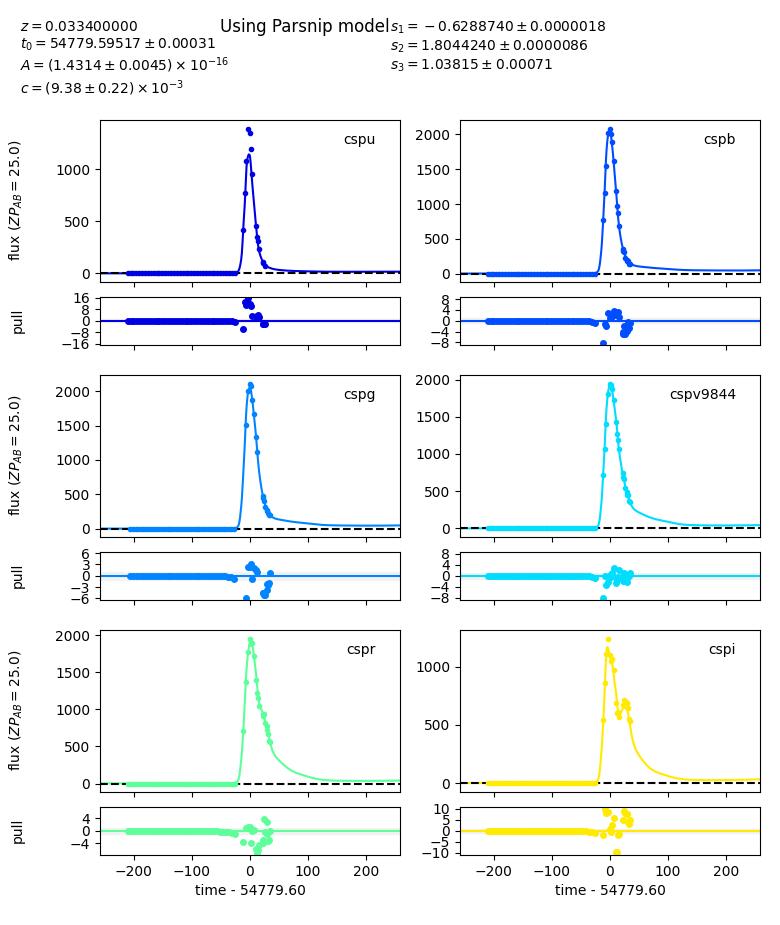 z = 0.033400000
t₀ = 54779.59517 ± 0.00031
A = (1.4314 ± 0.0045) × 10⁻¹⁶
c = (9.38 ± 0.22) × 10⁻³
Using Parsnip model
s₁ = −0.6288740 ± 0.0000018
s₂ = 1.8044240 ± 0.0000086
s₃ = 1.03815 ± 0.00071
cspu
flux (ZP_AB = 25.0)
1000
500
0
pull
16
8
0
−8
−16
cspb
2000
1500
1000
500
0
8
4
0
−4
−8
cspg
flux (ZP_AB = 25.0)
2000
1500
1000
500
0
pull
6
3
0
−3
−6
cspv9844
2000
1500
1000
500
0
8
4
0
−4
−8
cspr
flux (ZP_AB = 25.0)
2000
1500
1000
500
0
pull
4
0
−4
−200 −100 0 100 200
time - 54779.60
cspi
1000
500
0
10
5
0
−5
−10
−200 −100 0 100 200
time - 54779.60